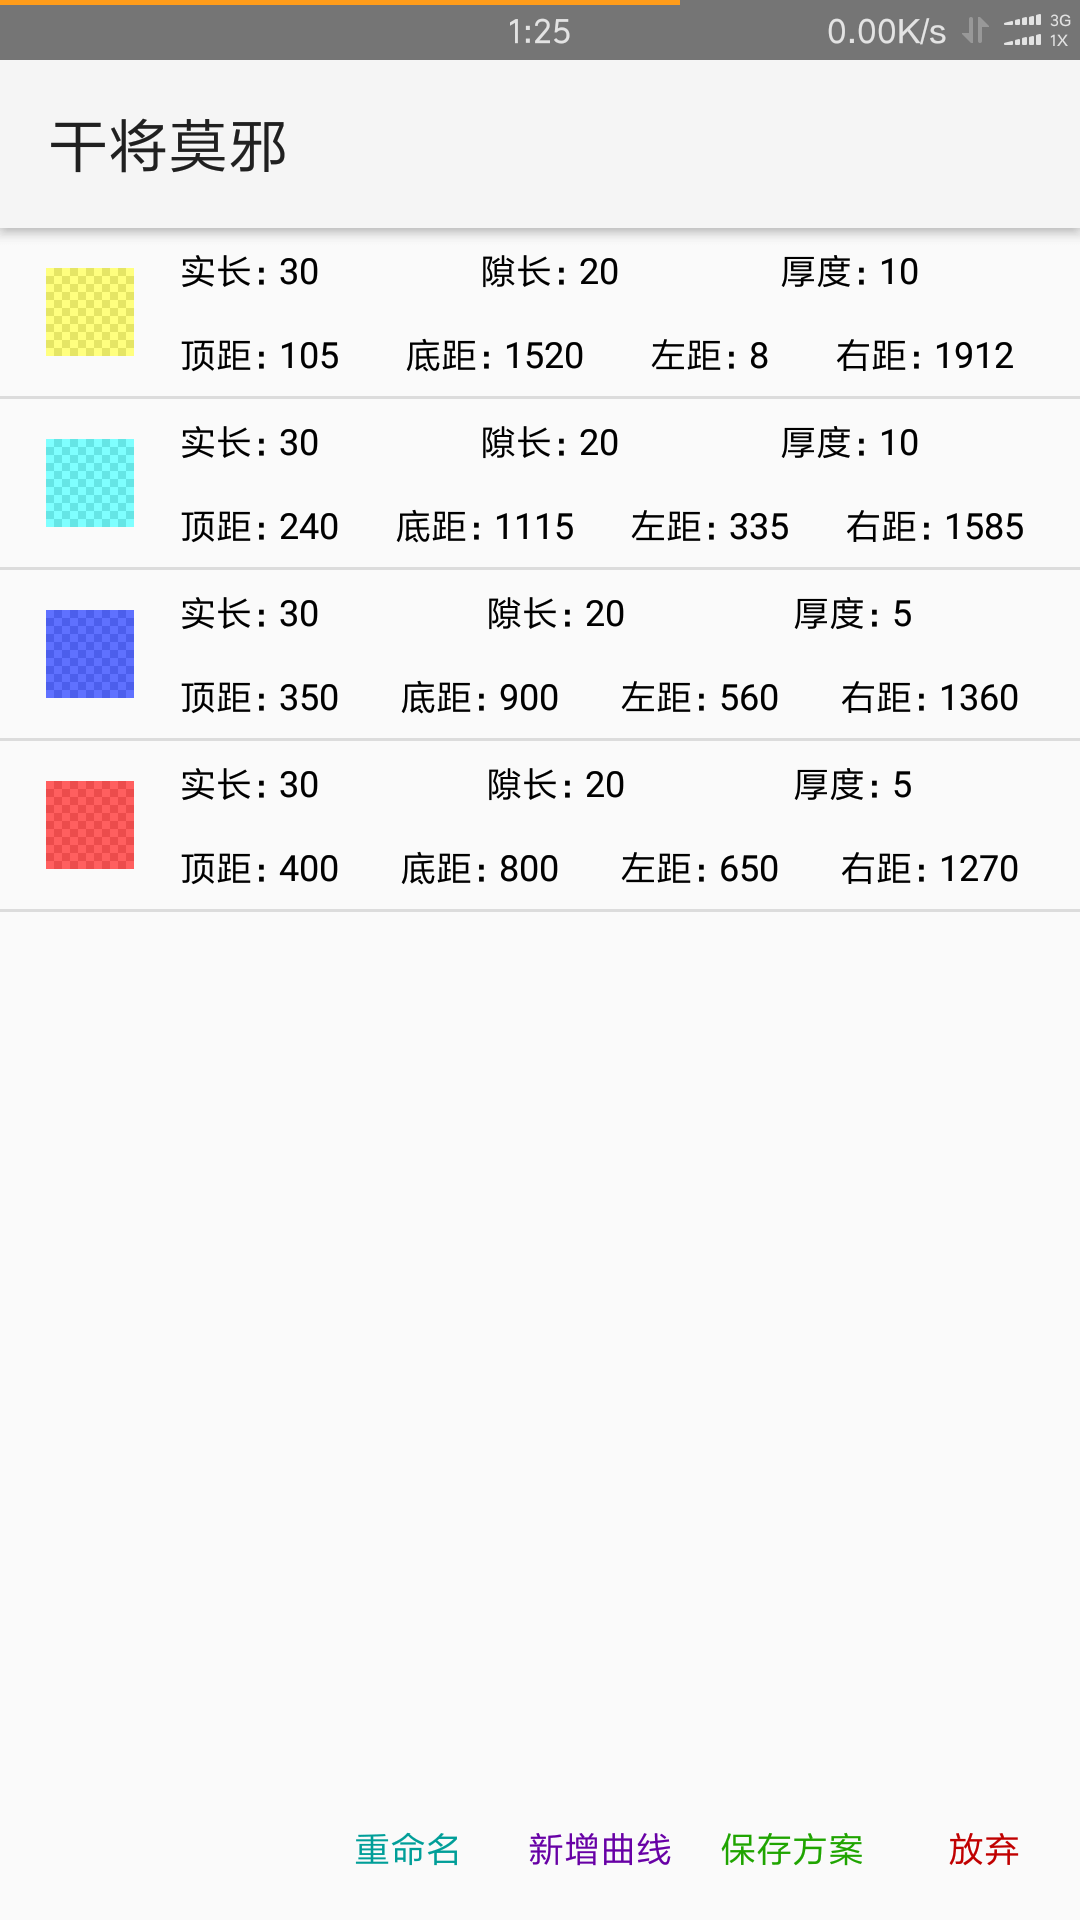 1:25 0.00K/s 3G 1X
干将莫邪
实长: 30 隙长: 20 厚度: 10
顶距: 105 底距: 1520 左距: 8 右距: 1912
实长: 30 隙长: 20 厚度: 10
顶距: 240 底距: 1115 左距: 335 右距: 1585
实长: 30 隙长: 20 厚度: 5
顶距: 350 底距: 900 左距: 560 右距: 1360
实长: 30 隙长: 20 厚度: 5
顶距: 400 底距: 800 左距: 650 右距: 1270
重命名 新增曲线 保存方案 放弃